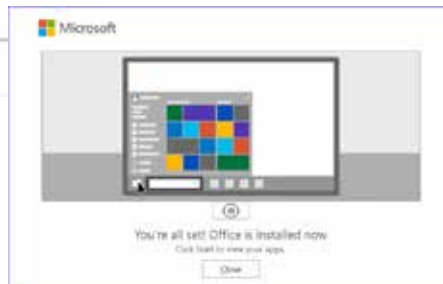 Microsoft
You're all set! Office is installed now
Click Start to view your apps.
Close